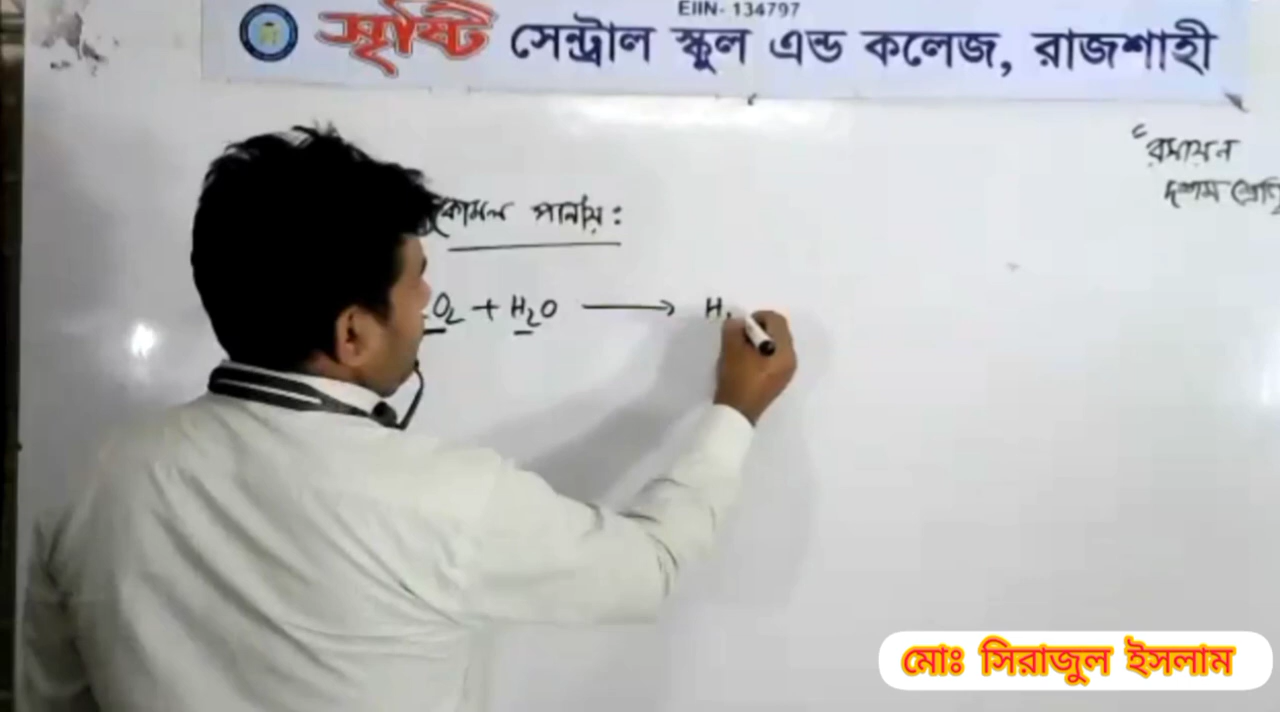 EIIN- 134797
সৃষ্টি সেন্ট্রাল স্কুল এন্ড কলেজ, রাজশাহী
রসায়ন
দশম শ্রেণি
O₂ + H₂O ⟶ H
মোঃ সিরাজুল ইসলাম